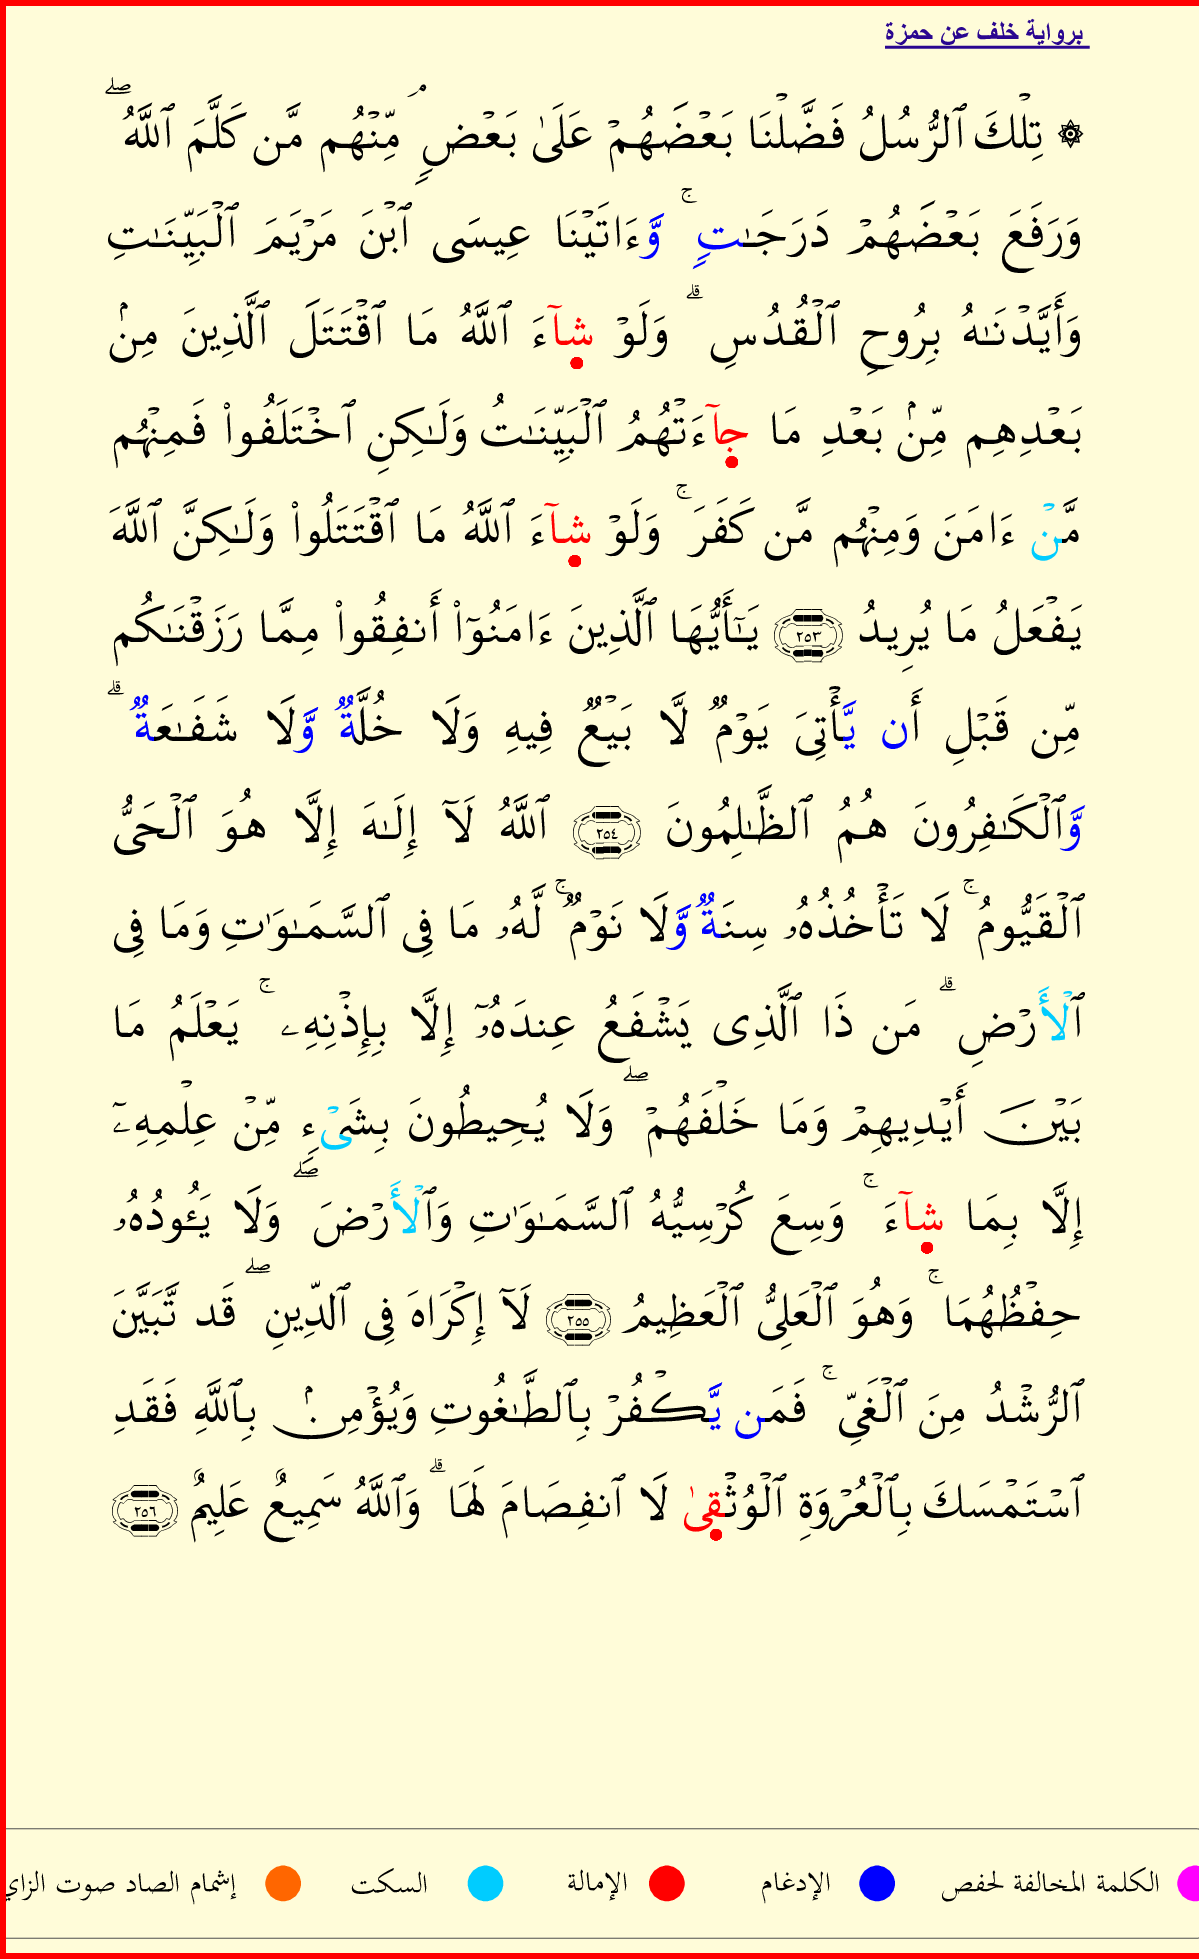 برواية خلف عن حمزة
۞ تِلْكَ ٱلرُّسُلُ فَضَّلْنَا بَعْضَهُمْ عَلَىٰ بَعْضٍۢ مِّنْهُم مَّن كَلَّمَ ٱللَّهُ ۖ
وَرَفَعَ بَعْضَهُمْ دَرَجَـٰتٍ ۚ وَّءَاتَيْنَا عِيسَى ٱبْنَ مَرْيَمَ ٱلْبَيِّنَـٰتِ
وَأَيَّدْنَـٰهُ بِرُوحِ ٱلْقُدُسِ ۗ وَلَوْ شَآءَ ٱللَّهُ مَا ٱقْتَتَلَ ٱلَّذِينَ مِنۢ
بَعْدِهِم مِّنۢ بَعْدِ مَا جَآءَتْهُمُ ٱلْبَيِّنَـٰتُ وَلَـٰكِنِ ٱخْتَلَفُوا۟ فَمِنْهُم
مَّنْ ءَامَنَ وَمِنْهُم مَّن كَفَرَ ۚ وَلَوْ شَآءَ ٱللَّهُ مَا ٱقْتَتَلُوا۟ وَلَـٰكِنَّ ٱللَّهَ
يَفْعَلُ مَا يُرِيدُ ٢٥٣ يَـٰٓأَيُّهَا ٱلَّذِينَ ءَامَنُوٓا۟ أَنفِقُوا۟ مِمَّا رَزَقْنَـٰكُم
مِّن قَبْلِ أَن يَّأْتِىَ يَوْمٌ لَّا بَيْعٌ فِيهِ وَلَا خُلَّةٌ وَّلَا شَفَـٰعَةٌ ۗ
وَّٱلْكَـٰفِرُونَ هُمُ ٱلظَّـٰلِمُونَ ٢٥٤ ٱللَّهُ لَآ إِلَـٰهَ إِلَّا هُوَ ٱلْحَىُّ
ٱلْقَيُّومُ ۚ لَا تَأْخُذُهُۥ سِنَةٌ وَّلَا نَوْمٌ ۚ لَّهُۥ مَا فِى ٱلسَّمَـٰوَٰتِ وَمَا فِى
ٱلْأَرْضِ ۗ مَن ذَا ٱلَّذِى يَشْفَعُ عِندَهُۥٓ إِلَّا بِإِذْنِهِۦ ۚ يَعْلَمُ مَا
بَيْنَ أَيْدِيهِمْ وَمَا خَلْفَهُمْ ۖ وَلَا يُحِيطُونَ بِشَىْءٍ مِّنْ عِلْمِهِۦٓ
إِلَّا بِمَا شَآءَ ۚ وَسِعَ كُرْسِيُّهُ ٱلسَّمَـٰوَٰتِ وَٱلْأَرْضَ ۖ وَلَا يَـُٔودُهُۥ
حِفْظُهُمَا ۚ وَهُوَ ٱلْعَلِىُّ ٱلْعَظِيمُ ٢٥٥ لَآ إِكْرَاهَ فِى ٱلدِّينِ ۖ قَد تَّبَيَّنَ
ٱلرُّشْدُ مِنَ ٱلْغَىِّ ۚ فَمَن يَّكْفُرْ بِٱلطَّـٰغُوتِ وَيُؤْمِنۢ بِٱللَّهِ فَقَدِ
ٱسْتَمْسَكَ بِٱلْعُرْوَةِ ٱلْوُثْقِىٰ لَا ٱنفِصَامَ لَهَا ۗ وَٱللَّهُ سَمِيعٌ عَلِيمٌ ٢٥٦
الكلمة المخالفة لحفص الإدغام الإمالة السكت إشمام الصاد صوت الزاي